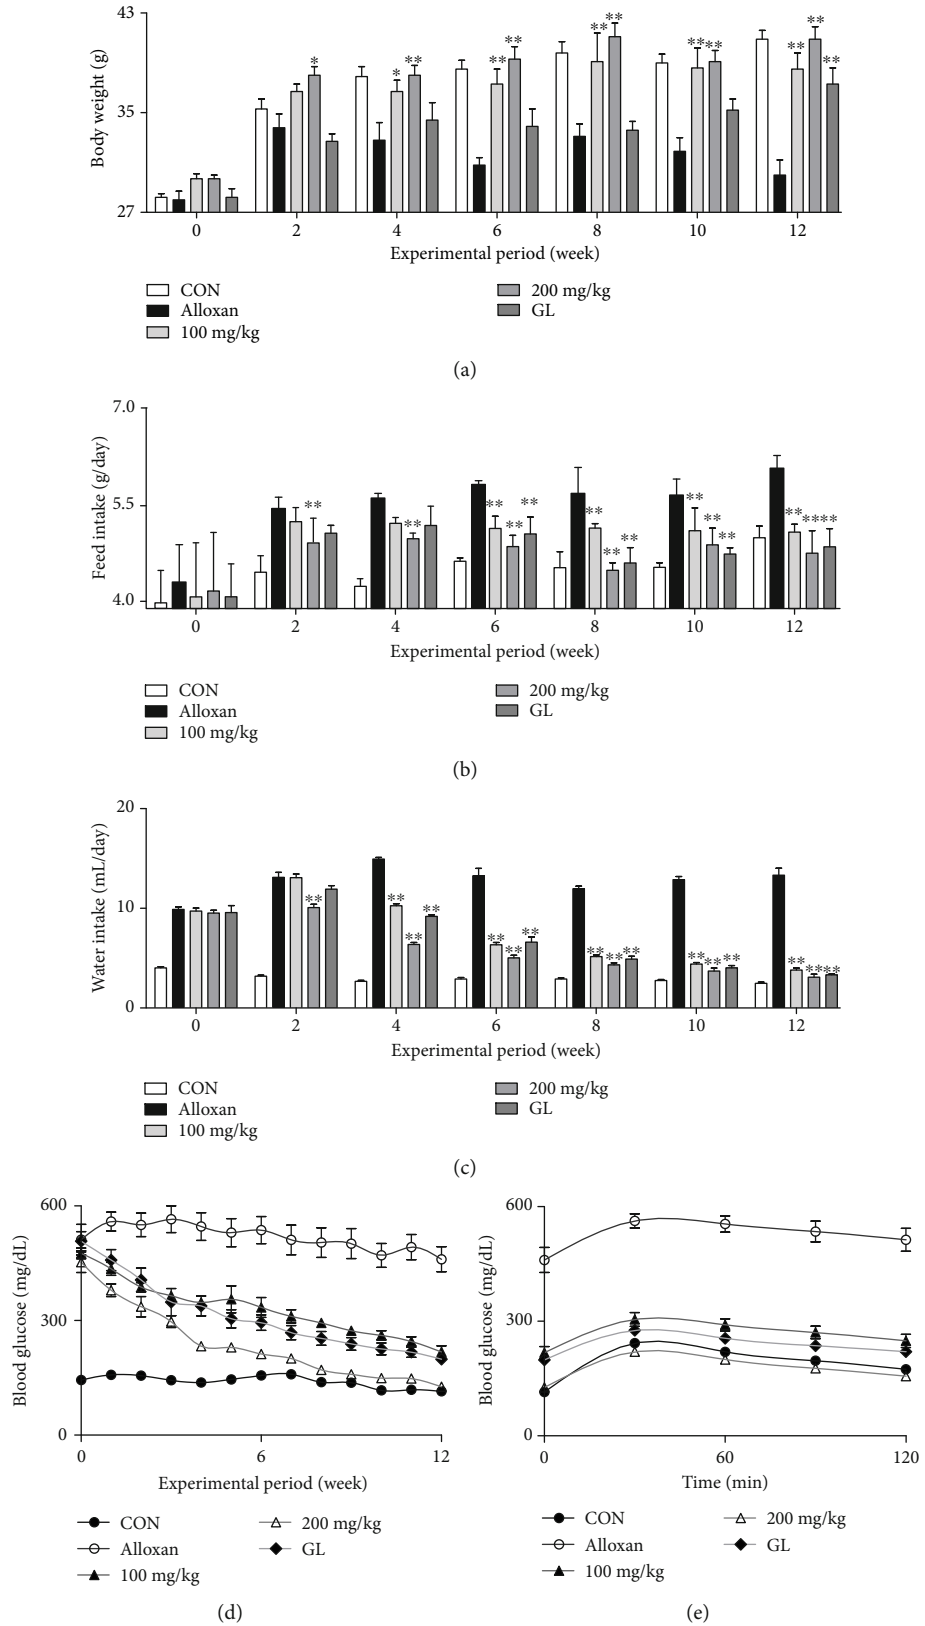 43
35
27
Body weight (g)
* * ** ** ** ** ** ** ** ** ** ** **
0 2 4 6 8 10 12
Experimental period (week)
CON 200 mg/kg
Alloxan GL
100 mg/kg
(a)
7.0
5.5
4.0
Feed intake (g/day)
** ** ** ** ** ** ** ** ** ** ** ** ** **
0 2 4 6 8 10 12
Experimental period (week)
CON 200 mg/kg
Alloxan GL
100 mg/kg
(b)
20
10
0
Water intake (mL/day)
** ** ** ** ** ** ** ** ** ** ** ** ** ** ** **
0 2 4 6 8 10 12
Experimental period (week)
CON 200 mg/kg
Alloxan GL
100 mg/kg
(c)
600
300
0
Blood glucose (mg/dL)
0 6 12
Experimental period (week)
CON 200 mg/kg
Alloxan GL
100 mg/kg
(d)
600
300
0
Blood glucose (mg/dL)
0 60 120
Time (min)
CON 200 mg/kg
Alloxan GL
100 mg/kg
(e)